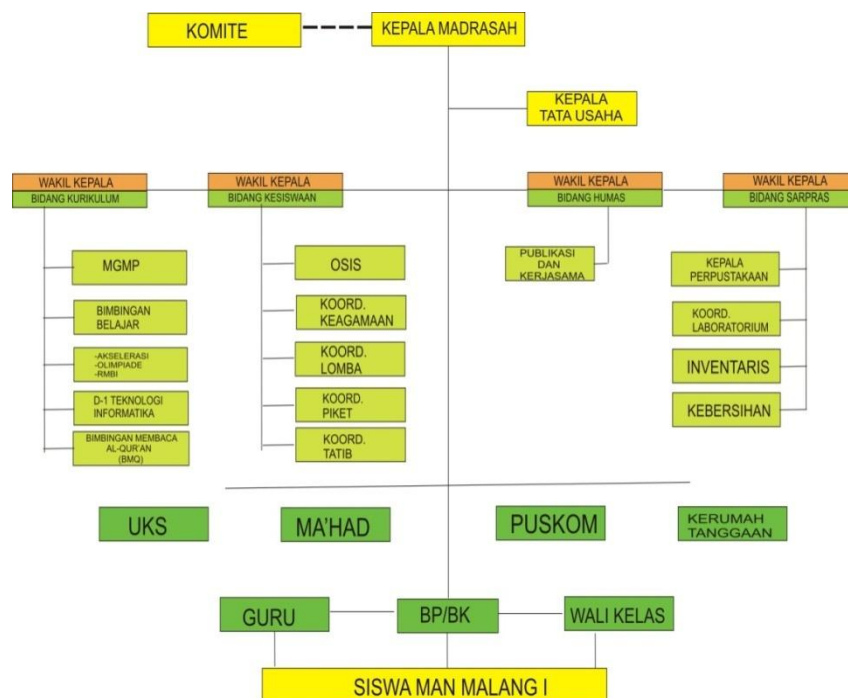 KOMITE
KEPALA MADRASAH
KEPALA
TATA USAHA
WAKIL KEPALA
BIDANG KURIKULUM
WAKIL KEPALA
BIDANG KESISWAAN
WAKIL KEPALA
BIDANG HUMAS
WAKIL KEPALA
BIDANG SARPRAS
MGMP
BIMBINGAN
BELAJAR
-AKSELERASI
-OLIMPIADE
-RMBI
D-1 TEKNOLOGI
INFORMATIKA
BIMBINGAN MEMBACA
AL-QUR'AN
(BMQ)
OSIS
KOORD.
KEAGAMAAN
KOORD.
LOMBA
KOORD.
PIKET
KOORD.
TATIB
PUBLIKASI
DAN
KERJASAMA
KEPALA
PERPUSTAKAAN
KOORD.
LABORATORIUM
INVENTARIS
KEBERSIHAN
UKS
MA'HAD
PUSKOM
KERUMAH
TANGGAAN
GURU
BP/BK
WALI KELAS
SISWA MAN MALANG I